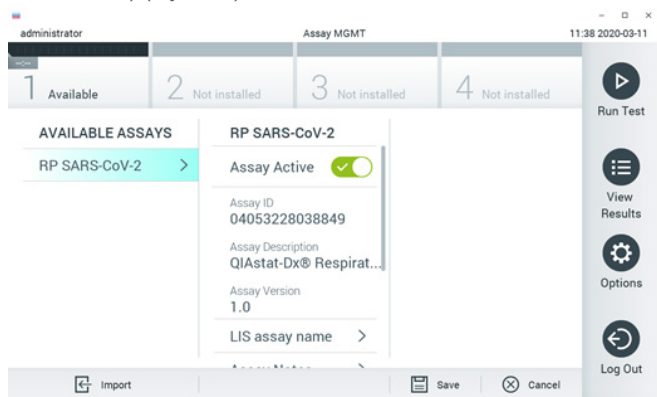 administrator Assay MGMT 11:38 2020-03-11
1 Available 2 Not installed 3 Not installed 4 Not installed
Run Test
AVAILABLE ASSAYS RP SARS-CoV-2
RP SARS-CoV-2 > Assay Active
View
Results
Assay ID
04053228038849
Assay Description
QIAstat-Dx® Respirat...
Options
Assay Version
1.0
LIS assay name >
Log Out
Import Save Cancel